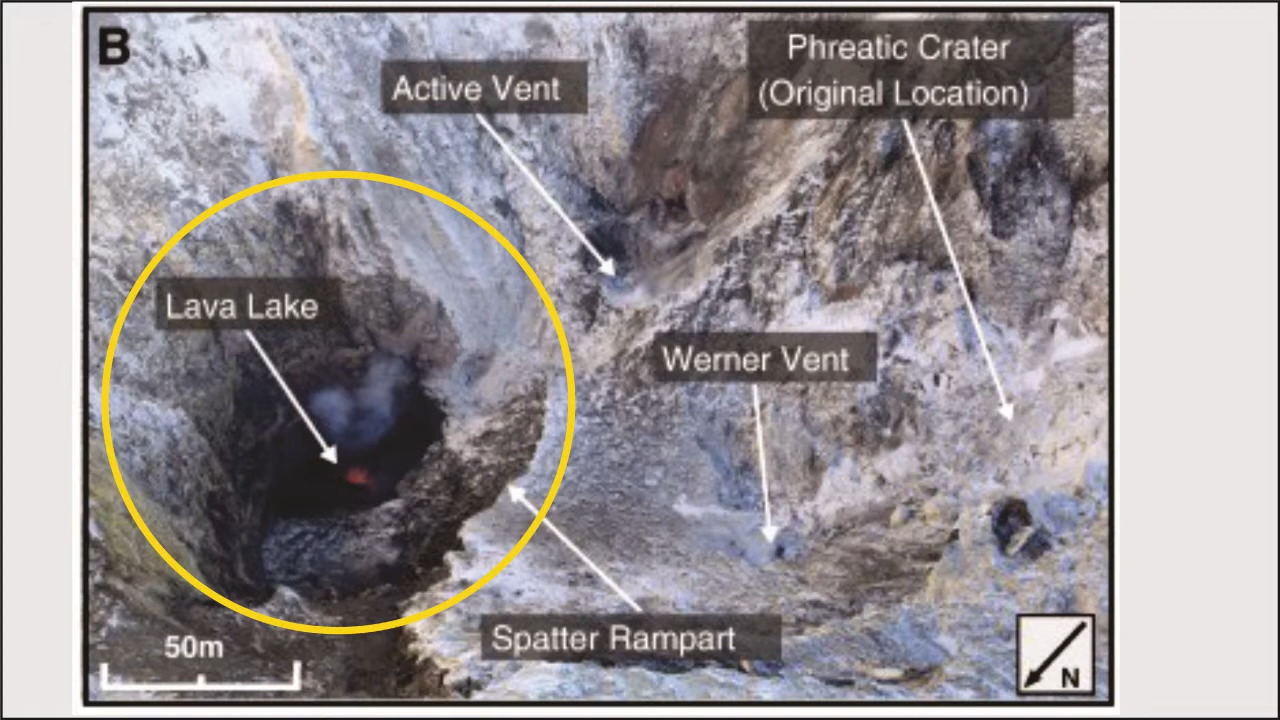 B
Active Vent
Phreatic Crater
(Original Location)
Lava Lake
Werner Vent
Spatter Rampart
50m
N